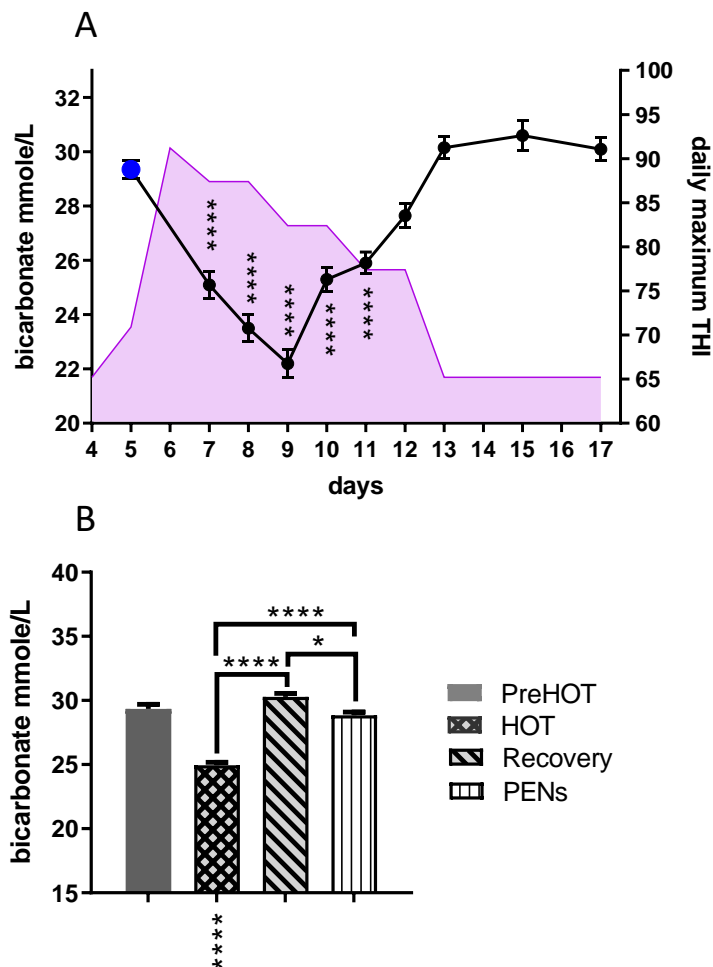 A
bicarbonate mmole/L
32
30
28
26
24
22
20
100
95
90
85
80
75
70
65
60
daily maximum THI
****
****
****
****
****
4 5 6 7 8 9 10 11 12 13 14 15 16 17
days
B
bicarbonate mmole/L
40
35
30
25
20
15
****
****
*
****
PreHOT
HOT
Recovery
PENs